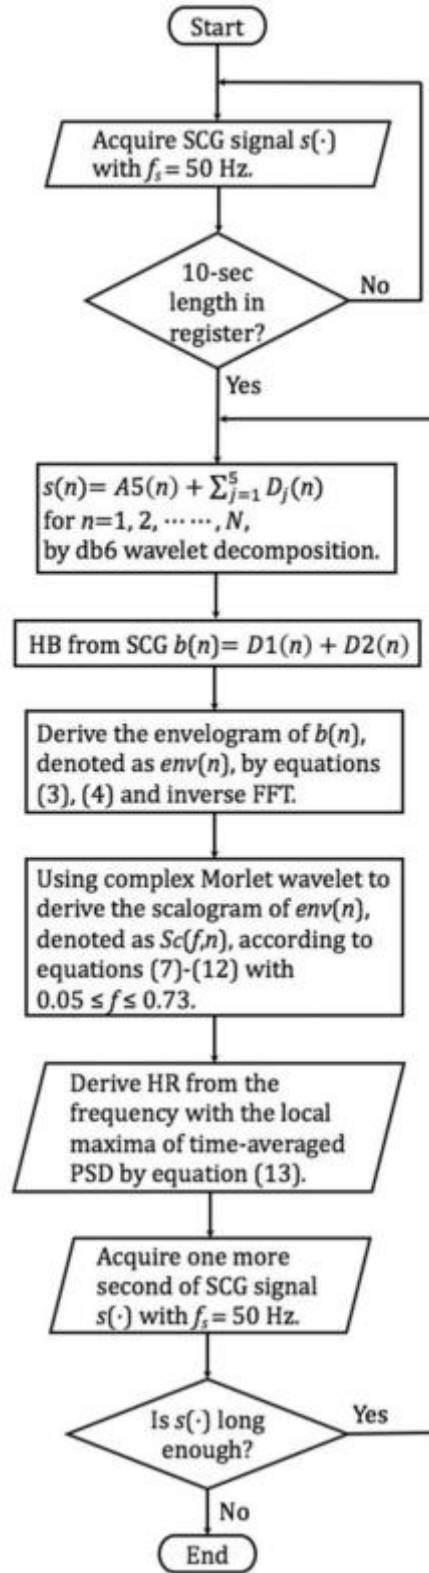 Start
Acquire SCG signal s(·)
with fₛ = 50 Hz.
10-sec
length in
register?
No
Yes
s(n)= A5(n) + ∑⁵ⱼ₌₁ Dⱼ(n)
for n=1, 2, ⋯ ⋯, N,
by db6 wavelet decomposition.
HB from SCG b(n)= D1(n) + D2(n)
Derive the envelogram of b(n),
denoted as env(n), by equations
(3), (4) and inverse FFT.
Using complex Morlet wavelet to
derive the scalogram of env(n),
denoted as Sc(f,n), according to
equations (7)-(12) with
0.05 ≤ f ≤ 0.73.
Derive HR from the
frequency with the local
maxima of time-averaged
PSD by equation (13).
Acquire one more
second of SCG signal
s(·) with fₛ = 50 Hz.
Is s(·) long
enough?
Yes
No
End